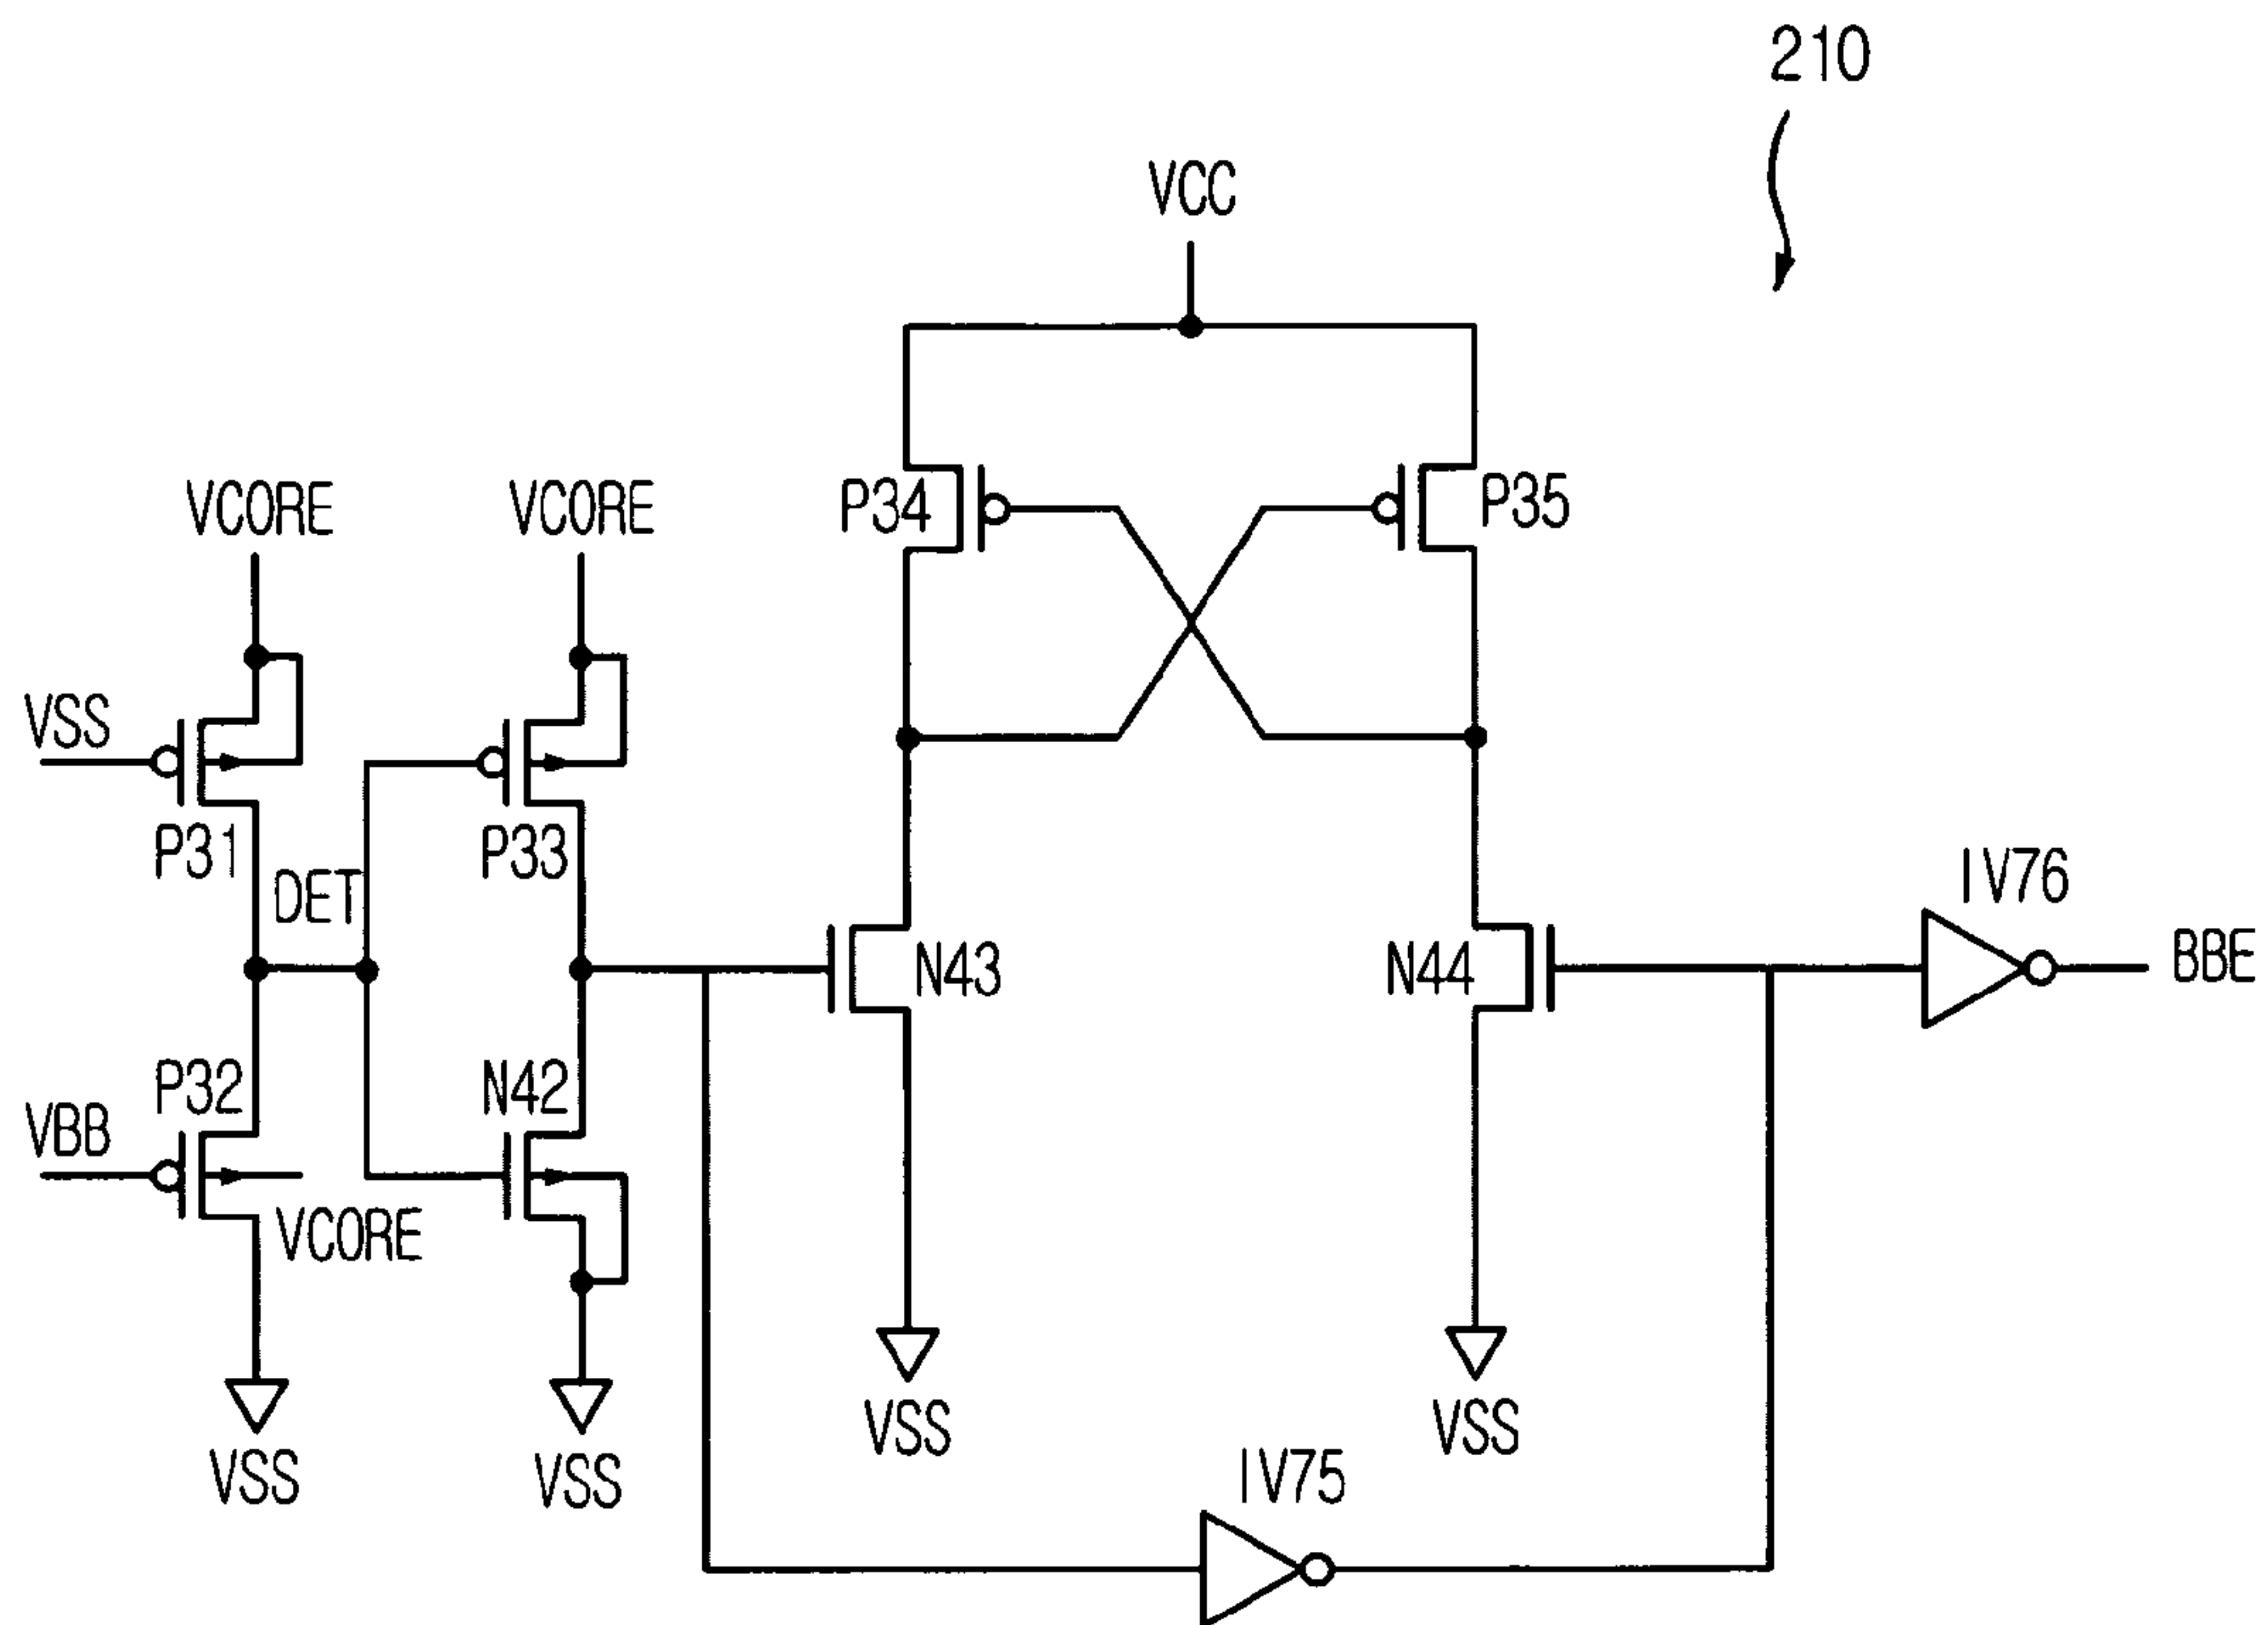 210
VCC
P34
P35
VCORE
VCORE
VSS
P31
P33
DET
IV76
N43
N44
BBE
P32
N42
VBB
VCORE
VSS
VSS
VSS
VSS
IV75